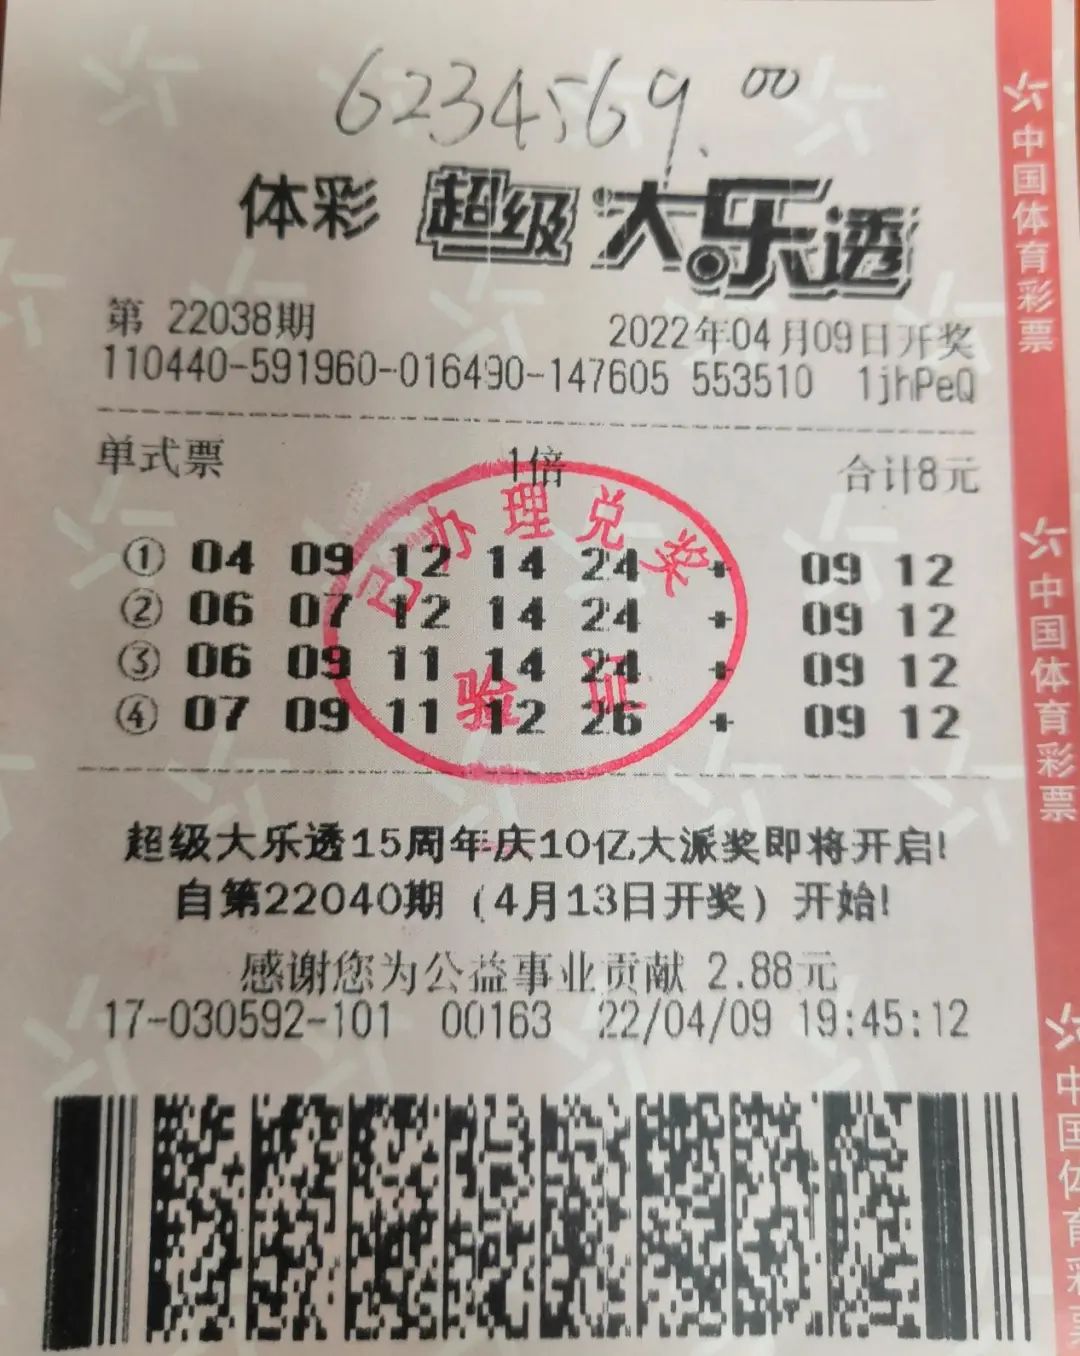 6234569.00
体彩 超级大乐透
第 22038期 2022年04月09日开奖
110440-591960-016490-147605 553510 1jhPeQ
单式票 1倍 合计8元
已办理兑奖
① 04 09 12 14 24 + 09 12
② 06 07 12 14 24 + 09 12
③ 06 09 11 14 24 + 09 12
④ 07 09 11 12 26 + 09 12
验证
超级大乐透15周年庆10亿大派奖即将开启!
自第22040期（4月13日开奖）开始!
感谢您为公益事业贡献 2.88元
17-030592-101 00163 22/04/09 19:45:12
中国体育彩票
中国体育彩票
中国体育彩票